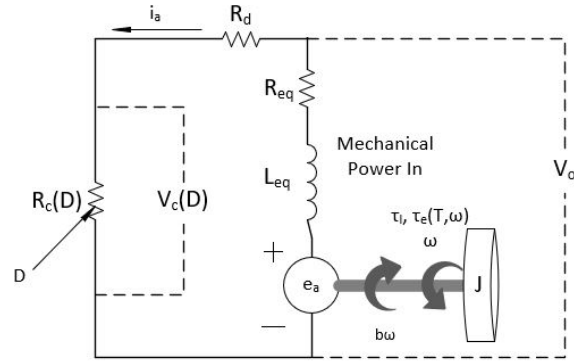 i_a
R_d
R_eq
Mechanical
Power In
L_eq
R_c(D)
V_c(D)
V_o
τ_l, τ_e(T,ω)
ω
+
e_a
J
D
−
bω